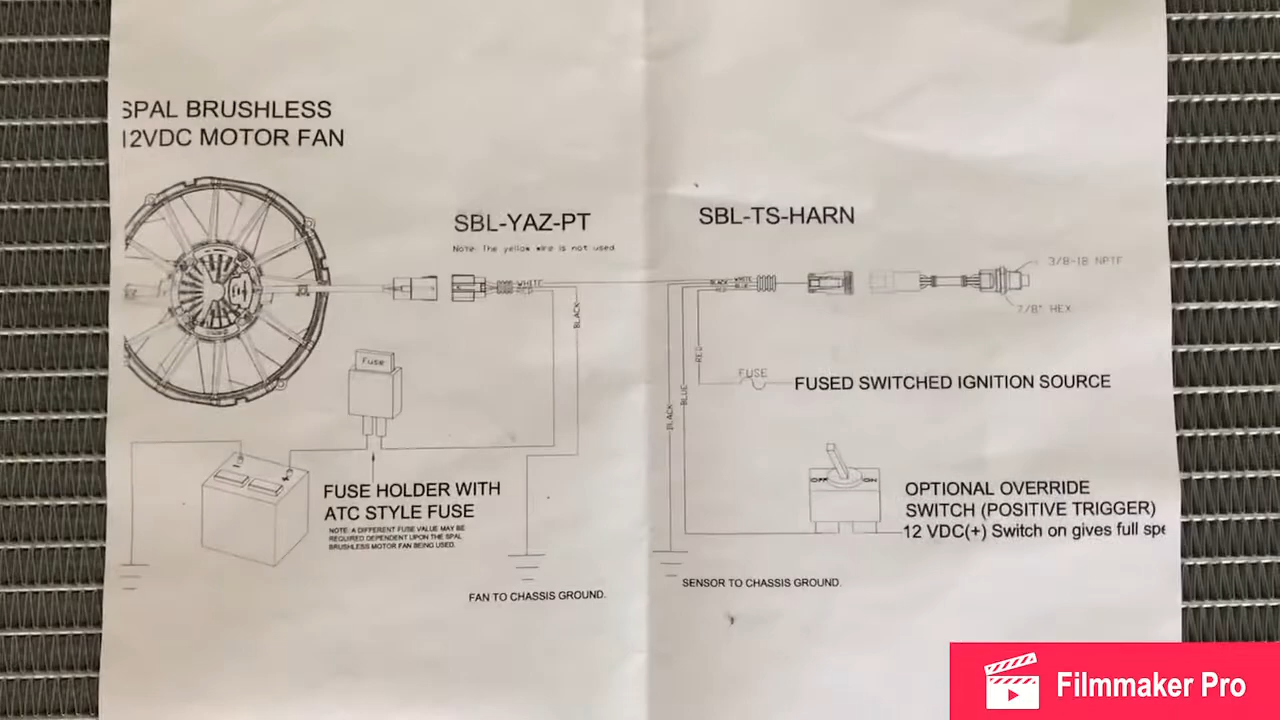 SPAL BRUSHLESS
12VDC MOTOR FAN
SBL-YAZ-PT
Note: The yellow wire is not used.
SBL-TS-HARN
3/8-18 NPTF
7/8" HEX
WHITE
BLACK
WHITE
BLACK
BLUE
RED
RED
BLUE
BLACK
Fuse
FUSE
FUSED SWITCHED IGNITION SOURCE
FUSE HOLDER WITH
ATC STYLE FUSE
NOTE: A DIFFERENT FUSE VALUE MAY BE
REQUIRED DEPENDENT UPON THE SPAL
BRUSHLESS MOTOR FAN BEING USED.
OFF ON
OPTIONAL OVERRIDE
SWITCH (POSITIVE TRIGGER)
12 VDC(+) Switch on gives full spe
SENSOR TO CHASSIS GROUND.
FAN TO CHASSIS GROUND.
Filmmaker Pro